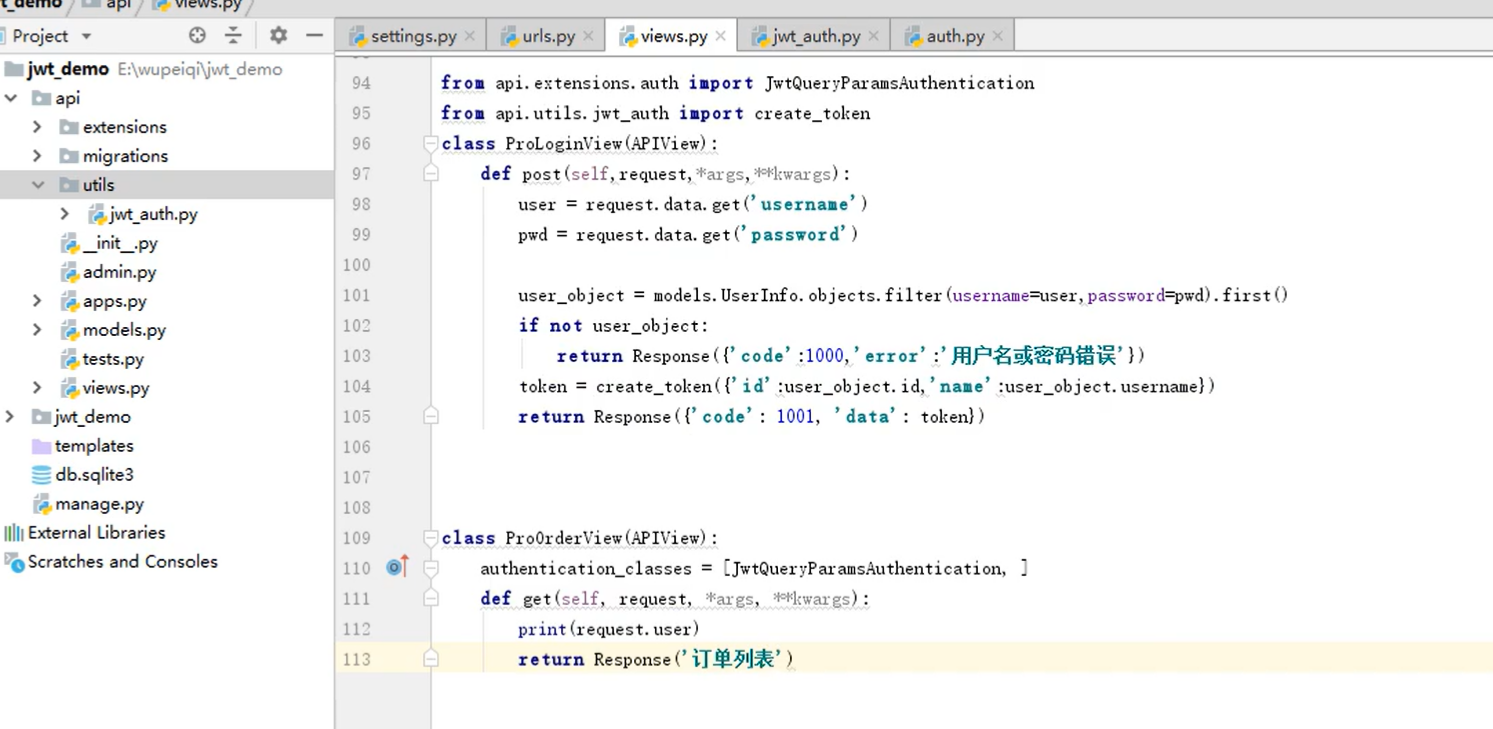 jwt_demo api views.py
Project
jwt_demo E:\wupeiqi\jwt_demo
api
extensions
migrations
utils
jwt_auth.py
__init__.py
admin.py
apps.py
models.py
tests.py
views.py
jwt_demo
templates
db.sqlite3
manage.py
External Libraries
Scratches and Consoles
settings.py urls.py views.py jwt_auth.py auth.py
94 from api.extensions.auth import JwtQueryParamsAuthentication
95 from api.utils.jwt_auth import create_token
96 class ProLoginView(APIView):
97 def post(self,request,*args,**kwargs):
98 user = request.data.get('username')
99 pwd = request.data.get('password')
100
101 user_object = models.UserInfo.objects.filter(username=user,password=pwd).first()
102 if not user_object:
103 return Response({'code':1000,'error':'用户名或密码错误'})
104 token = create_token({'id':user_object.id,'name':user_object.username})
105 return Response({'code': 1001, 'data': token})
106
107
108
109 class ProOrderView(APIView):
110 authentication_classes = [JwtQueryParamsAuthentication, ]
111 def get(self, request, *args, **kwargs):
112 print(request.user)
113 return Response('订单列表')